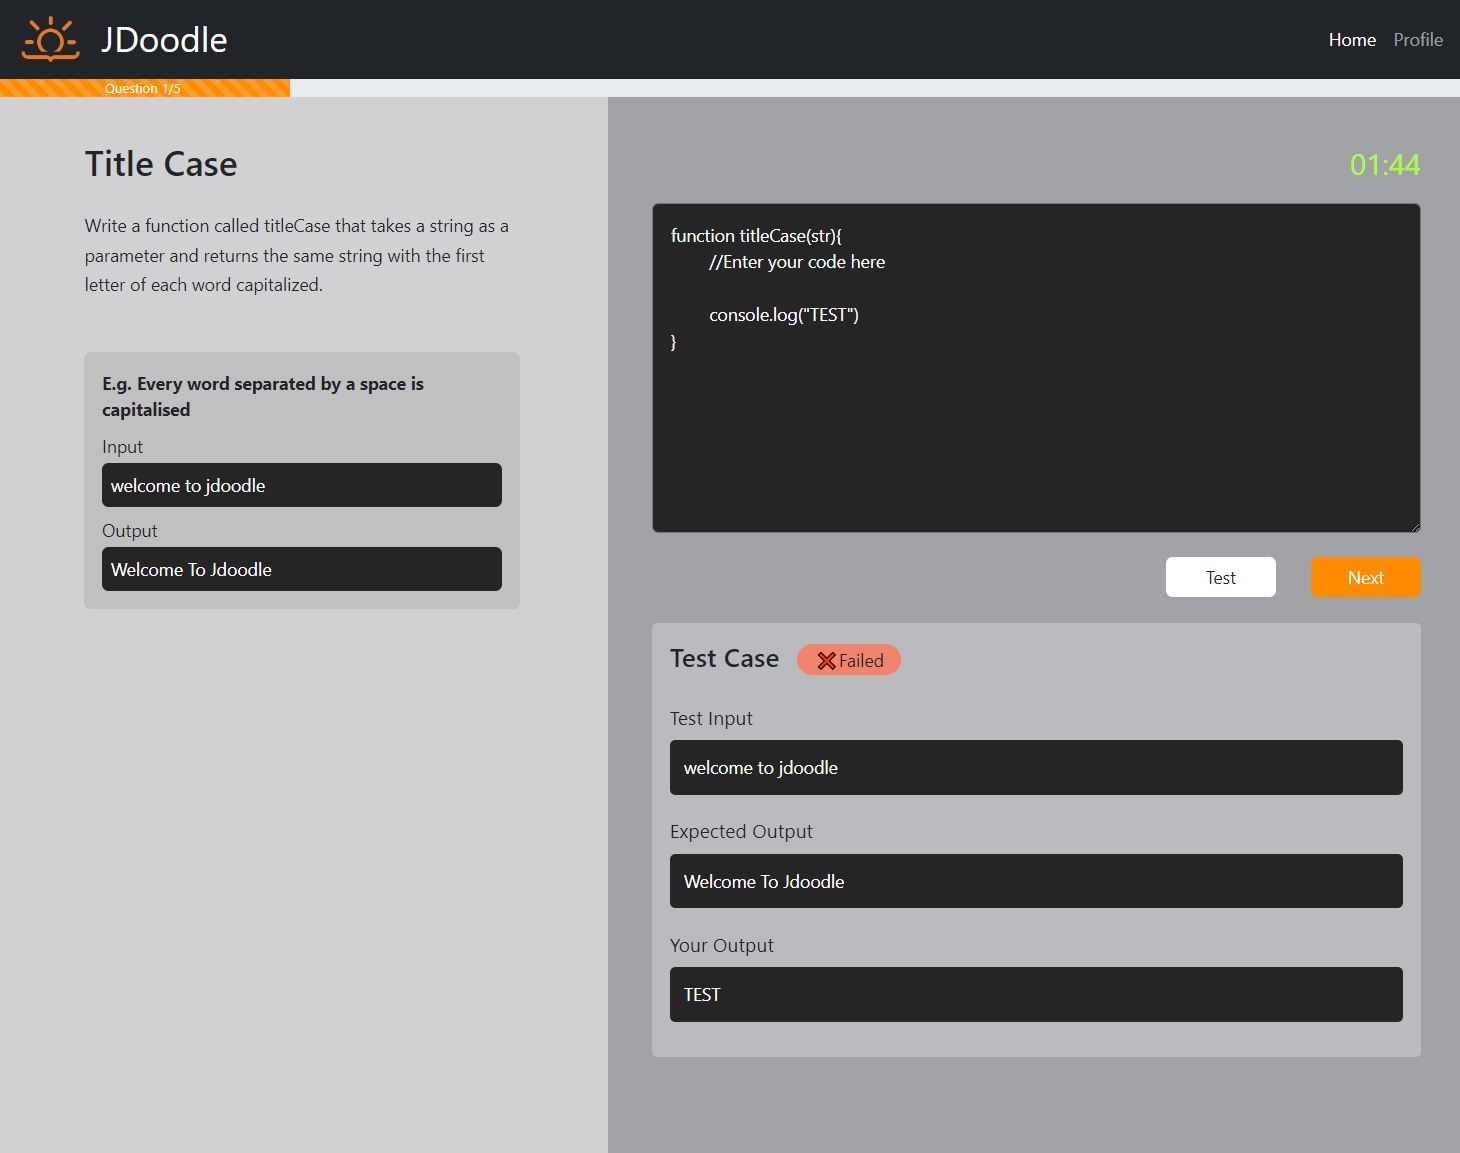 JDoodle
Home Profile
Question 1/5
Title Case
Write a function called titleCase that takes a string as a
parameter and returns the same string with the first
letter of each word capitalized.
E.g. Every word separated by a space is
capitalised
Input
welcome to jdoodle
Output
Welcome To Jdoodle
01:44
function titleCase(str){
//Enter your code here
console.log("TEST")
}
Test
Next
Test Case
Failed
Test Input
welcome to jdoodle
Expected Output
Welcome To Jdoodle
Your Output
TEST